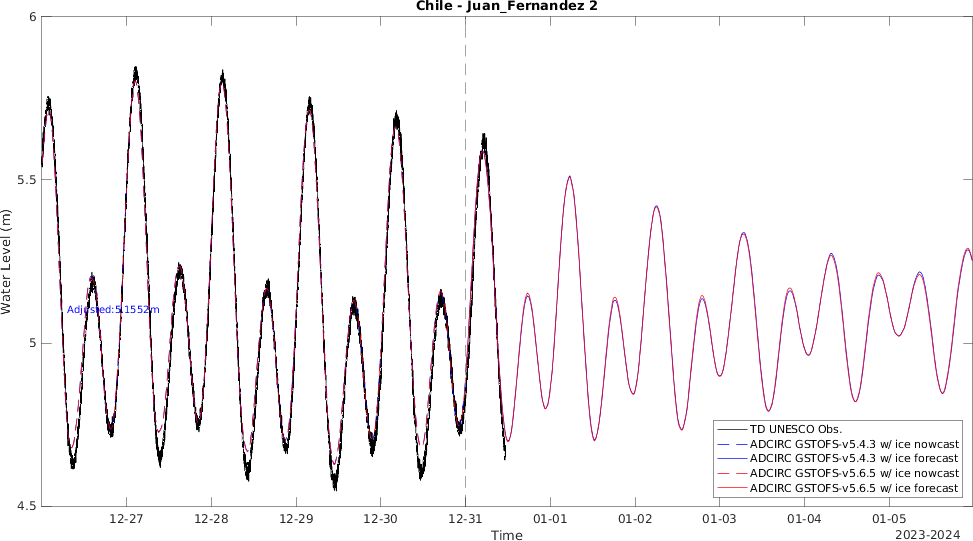 Chile - Juan_Fernandez 2
6
5.5
5
4.5
Water Level (m)
Adjusted:5.1552m
TD UNESCO Obs.
ADCIRC GSTOFS-v5.4.3 w/ ice nowcast
ADCIRC GSTOFS-v5.4.3 w/ ice forecast
ADCIRC GSTOFS-v5.6.5 w/ ice nowcast
ADCIRC GSTOFS-v5.6.5 w/ ice forecast
12-27 12-28 12-29 12-30 12-31 01-01 01-02 01-03 01-04 01-05
Time
2023-2024